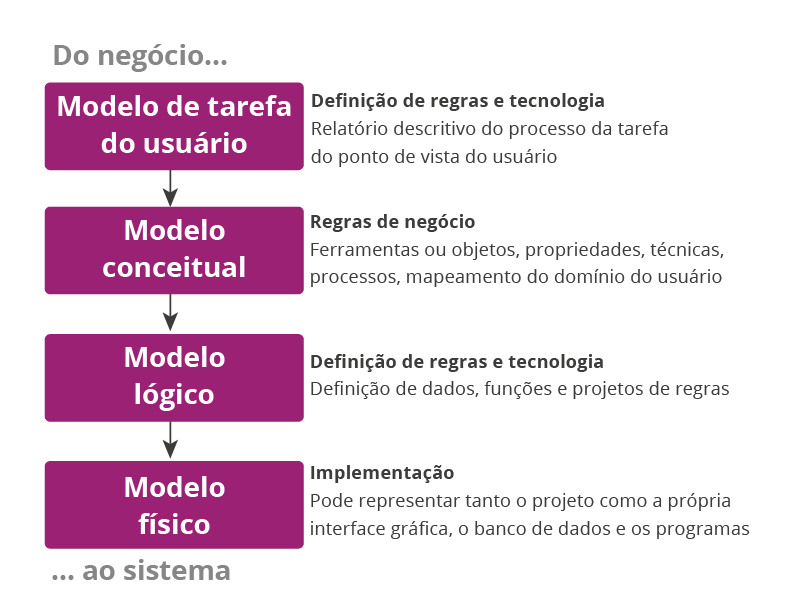 Do negócio...
Modelo de tarefa
do usuário
Definição de regras e tecnologia
Relatório descritivo do processo da tarefa
do ponto de vista do usuário
Modelo
conceitual
Regras de negócio
Ferramentas ou objetos, propriedades, técnicas,
processos, mapeamento do domínio do usuário
Modelo
lógico
Definição de regras e tecnologia
Definição de dados, funções e projetos de regras
Modelo
físico
Implementação
Pode representar tanto o projeto como a própria
interface gráfica, o banco de dados e os programas
... ao sistema